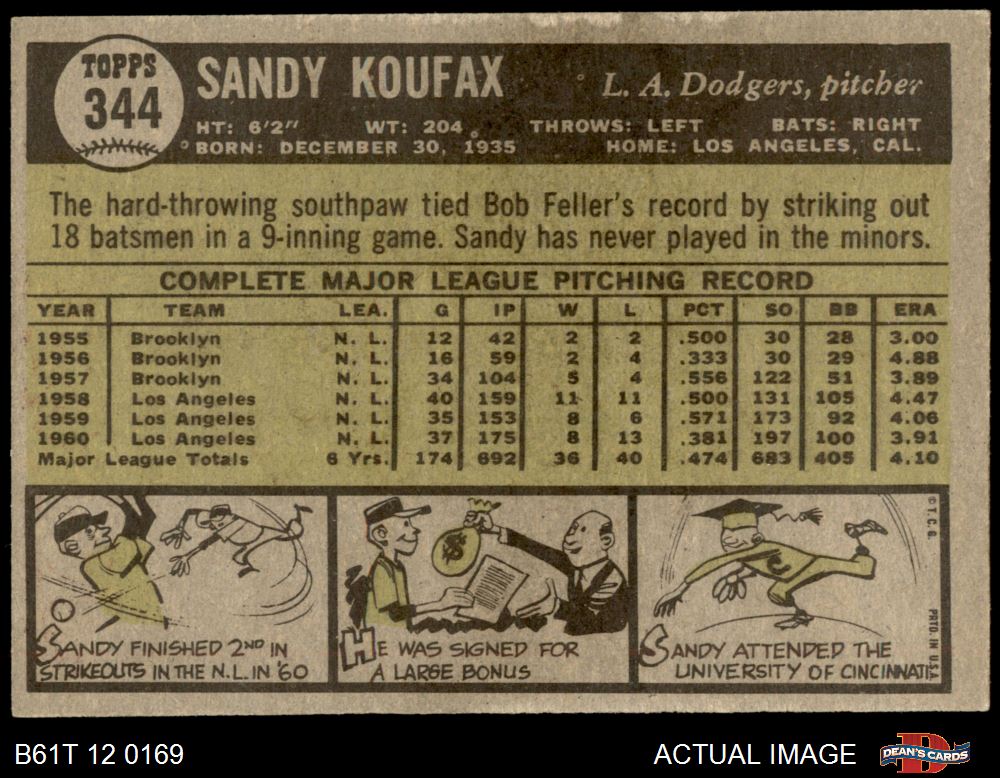 TOPPS
344
SANDY KOUFAX
L. A. Dodgers, pitcher
HT: 6'2" WT: 204 THROWS: LEFT BATS: RIGHT
BORN: DECEMBER 30, 1935 HOME: LOS ANGELES, CAL.
The hard-throwing southpaw tied Bob Feller's record by striking out
18 batsmen in a 9-inning game. Sandy has never played in the minors.
COMPLETE MAJOR LEAGUE PITCHING RECORD
YEAR TEAM LEA. G IP W L PCT SO BB ERA
1955 Brooklyn N. L. 12 42 2 2 .500 30 28 3.00
1956 Brooklyn N. L. 16 59 2 4 .333 30 29 4.88
1957 Brooklyn N. L. 34 104 5 4 .556 122 51 3.89
1958 Los Angeles N. L. 40 159 11 11 .500 131 105 4.47
1959 Los Angeles N. L. 35 153 8 6 .571 173 92 4.06
1960 Los Angeles N. L. 37 175 8 13 .381 197 100 3.91
Major League Totals 6 Yrs. 174 692 36 40 .474 683 405 4.10
SANDY FINISHED 2ND IN
STRIKEOUTS IN THE N.L. IN '60
$
HE WAS SIGNED FOR
A LARGE BONUS
C
SANDY ATTENDED THE
UNIVERSITY OF CINCINNATI
© T. C. G.
PRTD. IN U.S.A.
B61T 12 0169
ACTUAL IMAGE
D
DEAN'S CARDS